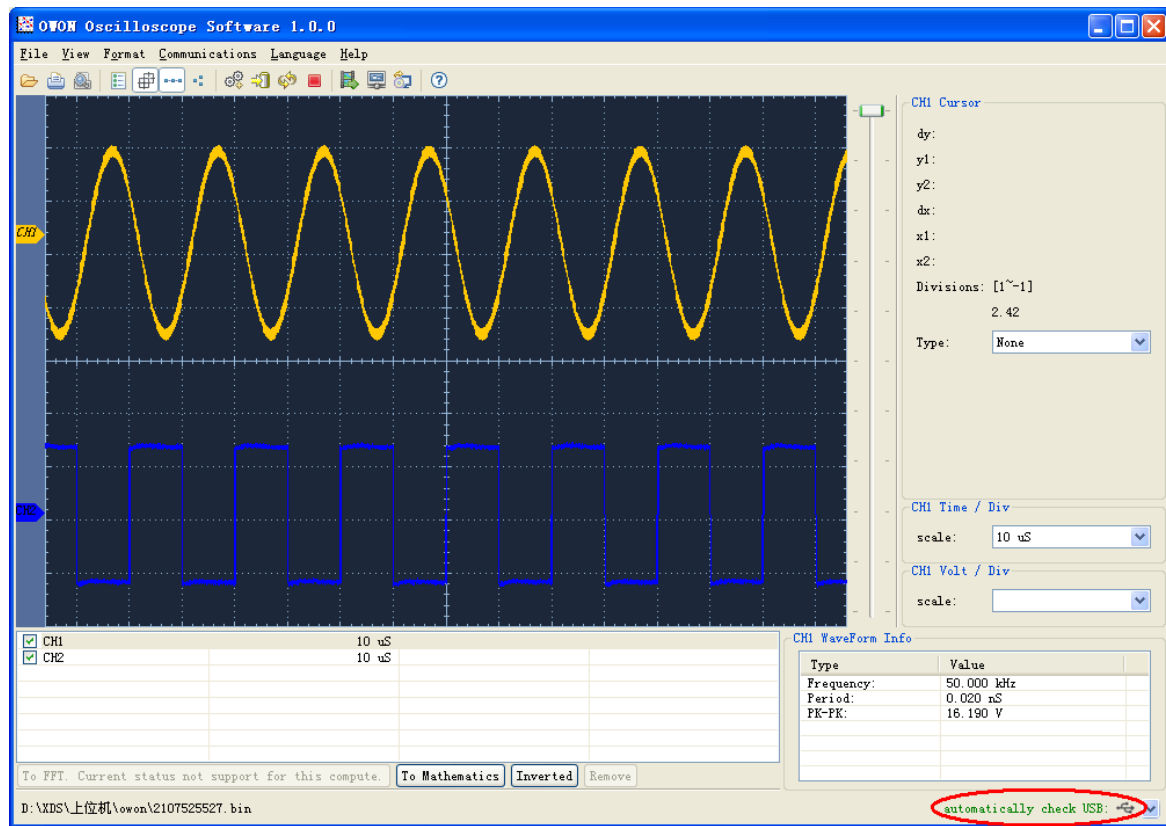 OWON Oscilloscope Software 1.0.0
File View Format Communications Language Help
CH1 Cursor
dy:
y1:
y2:
dx:
x1:
x2:
Divisions: [1~-1]
2.42
Type: None
CH1
CH2
CH1 Time / Div
scale: 10 uS
CH1 Volt / Div
scale:
CH1 10 uS
CH2 10 uS
CH1 WaveForm Info
Type Value
Frequency: 50.000 kHz
Period: 0.020 nS
PK-PK: 16.190 V
To FFT. Current status not support for this compute. To Mathematics Inverted Remove
D:\XDS\上位机\owon\2107525527.bin automatically check USB: